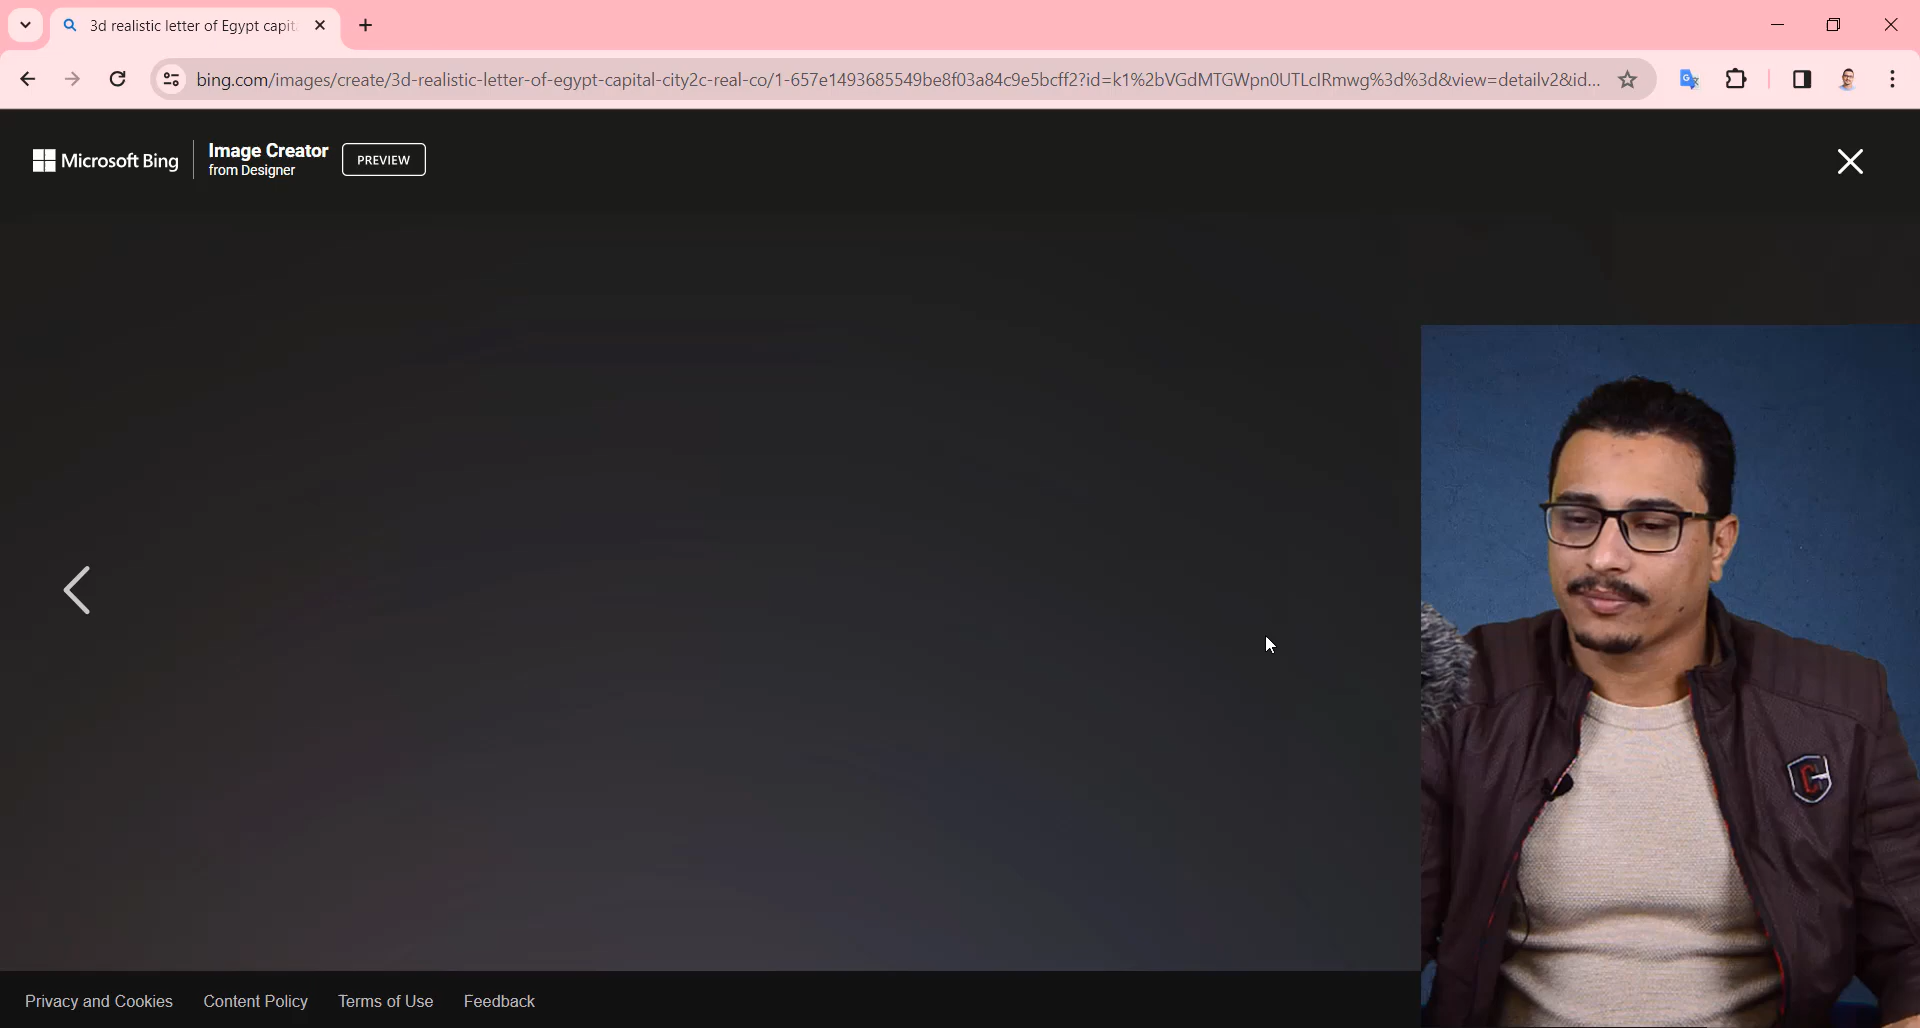 3d realistic letter of Egypt capit
bing.com/images/create/3d-realistic-letter-of-egypt-capital-city2c-real-co/1-657e1493685549be8f03a84c9e5bcff2?id=k1%2bVGdMTGWpn0UTLclRmwg%3d%3d&view=detailv2&id...
Microsoft Bing
Image Creator
from Designer
PREVIEW
Privacy and Cookies Content Policy Terms of Use Feedback